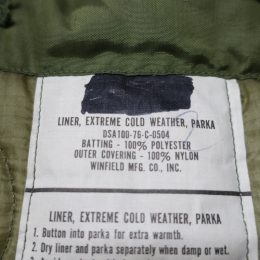 LINER, EXTREME COLD WEATHER, PARKA
DSA100-76-C-0504
BATTING - 100% POLYESTER
OUTER COVERING - 100% NYLON
WINFIELD MFG. CO., INC.
LINER, EXTREME COLD WEATHER, PARKA
1. Button into parka for extra warmth.
2. Dry liner and parka separately when damp or wet.